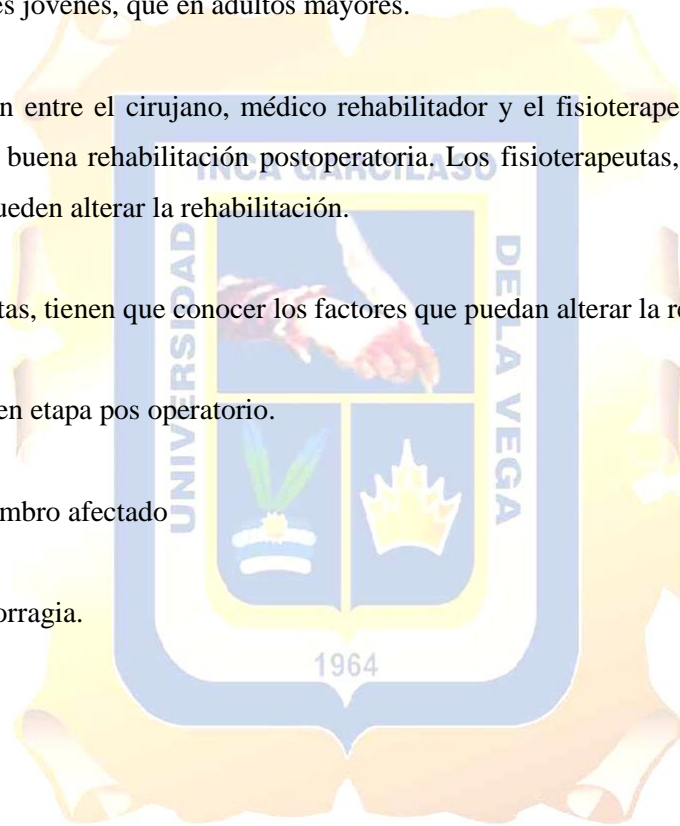 es jóvenes, que en adultos mayores.
n entre el cirujano, médico rehabilitador y el fisioterape
buena rehabilitación postoperatoria. Los fisioterapeutas,
ueden alterar la rehabilitación.
tas, tienen que conocer los factores que puedan alterar la r
en etapa pos operatorio.
mbro afectado
orragia.
INCA GARCILASO
UNIVERSIDAD
DE LA VEGA
1964